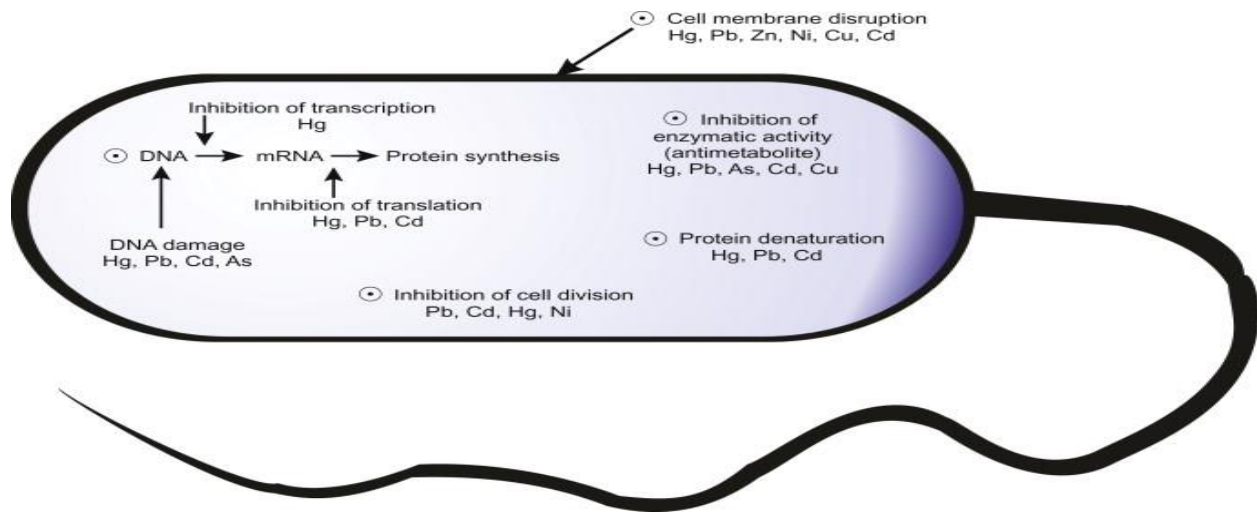 Cell membrane disruption
Hg, Pb, Zn, Ni, Cu, Cd
Inhibition of transcription
Hg
DNA
mRNA
Protein synthesis
Inhibition of translation
Hg, Pb, Cd
DNA damage
Hg, Pb, Cd, As
Inhibition of
enzymatic activity
(antimetabolite)
Hg, Pb, As, Cd, Cu
Protein denaturation
Hg, Pb, Cd
Inhibition of cell division
Pb, Cd, Hg, Ni